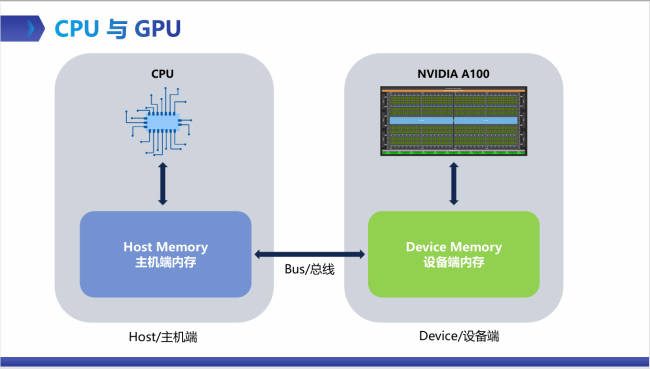 CPU 与 GPU
CPU
NVIDIA A100
Host Memory
主机端内存
Device Memory
设备端内存
Bus/总线
Host/主机端
Device/设备端